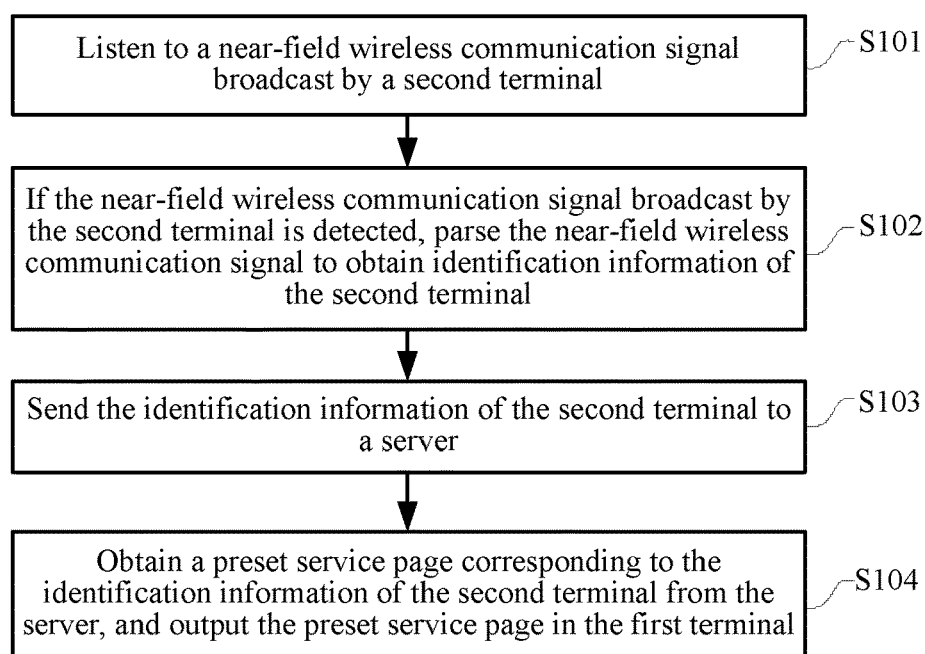 Listen to a near-field wireless communication signal
broadcast by a second terminal
S101
If the near-field wireless communication signal broadcast by
the second terminal is detected, parse the near-field wireless
communication signal to obtain identification information of
the second terminal
S102
Send the identification information of the second terminal to
a server
S103
Obtain a preset service page corresponding to the
identification information of the second terminal from the
server, and output the preset service page in the first terminal
S104